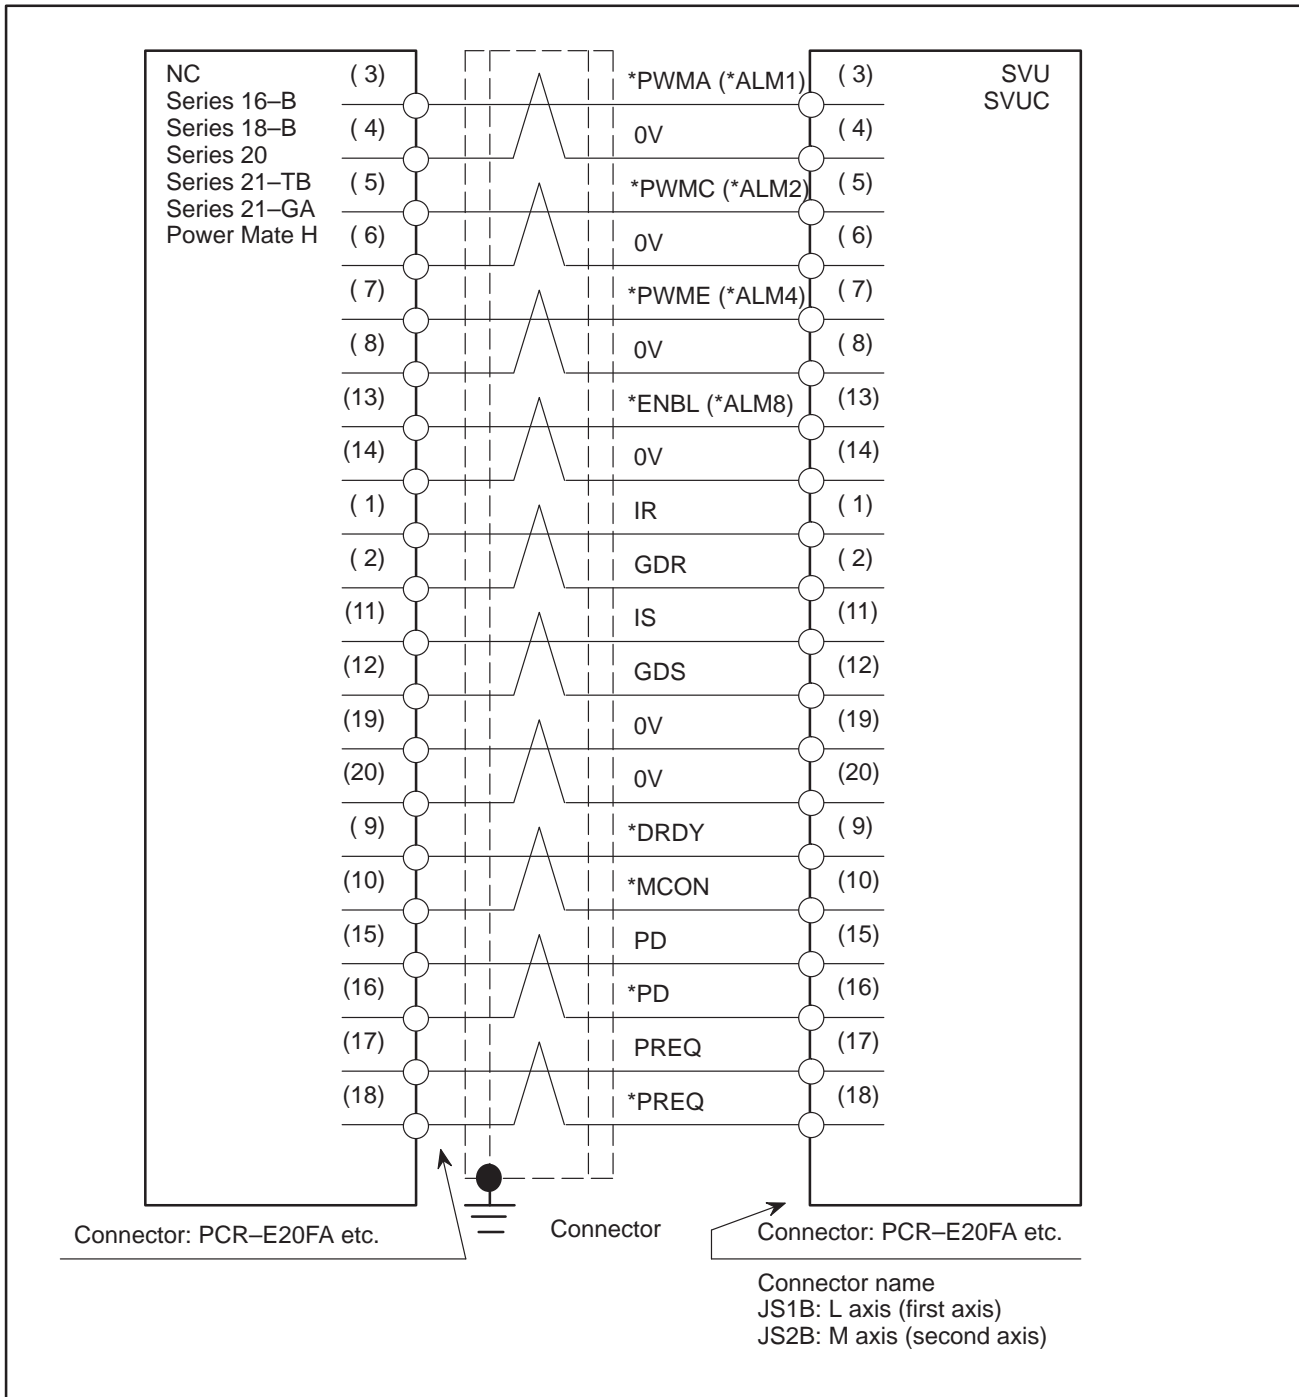 NC ( 3) *PWMA (*ALM1) ( 3) SVU
Series 16–B SVUC
Series 18–B ( 4) 0V ( 4)
Series 20
Series 21–TB ( 5) *PWMC (*ALM2) ( 5)
Series 21–GA
Power Mate H ( 6) 0V ( 6)
( 7) *PWME (*ALM4) ( 7)
( 8) 0V ( 8)
(13) *ENBL (*ALM8) (13)
(14) 0V (14)
( 1) IR ( 1)
( 2) GDR ( 2)
(11) IS (11)
(12) GDS (12)
(19) 0V (19)
(20) 0V (20)
( 9) *DRDY ( 9)
(10) *MCON (10)
(15) PD (15)
(16) *PD (16)
(17) PREQ (17)
(18) *PREQ (18)
Connector: PCR–E20FA etc. Connector Connector: PCR–E20FA etc.
Connector name
JS1B: L axis (first axis)
JS2B: M axis (second axis)